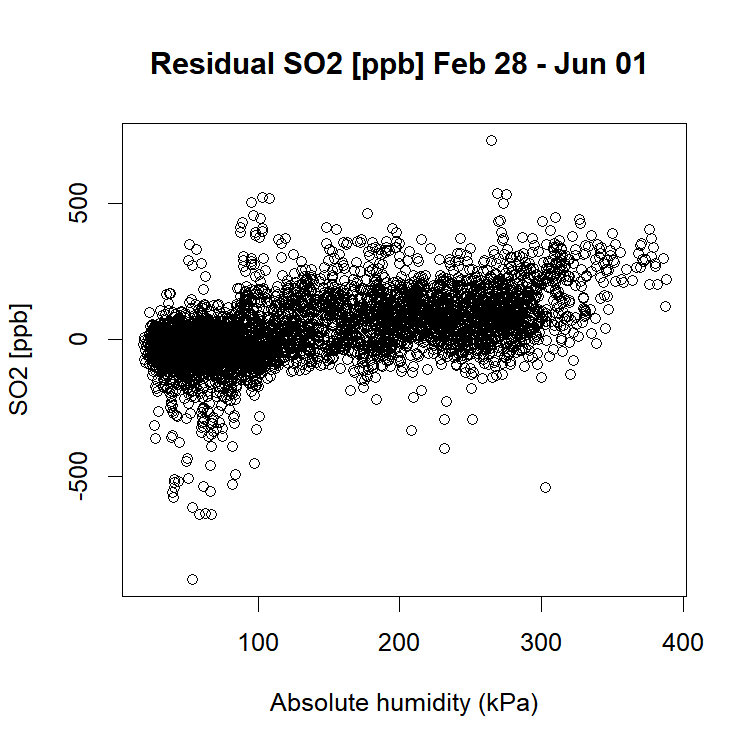 Residual SO2 [ppb] Feb 28 - Jun 01
500
0
-500
SO2 [ppb]
100 200 300 400
Absolute humidity (kPa)